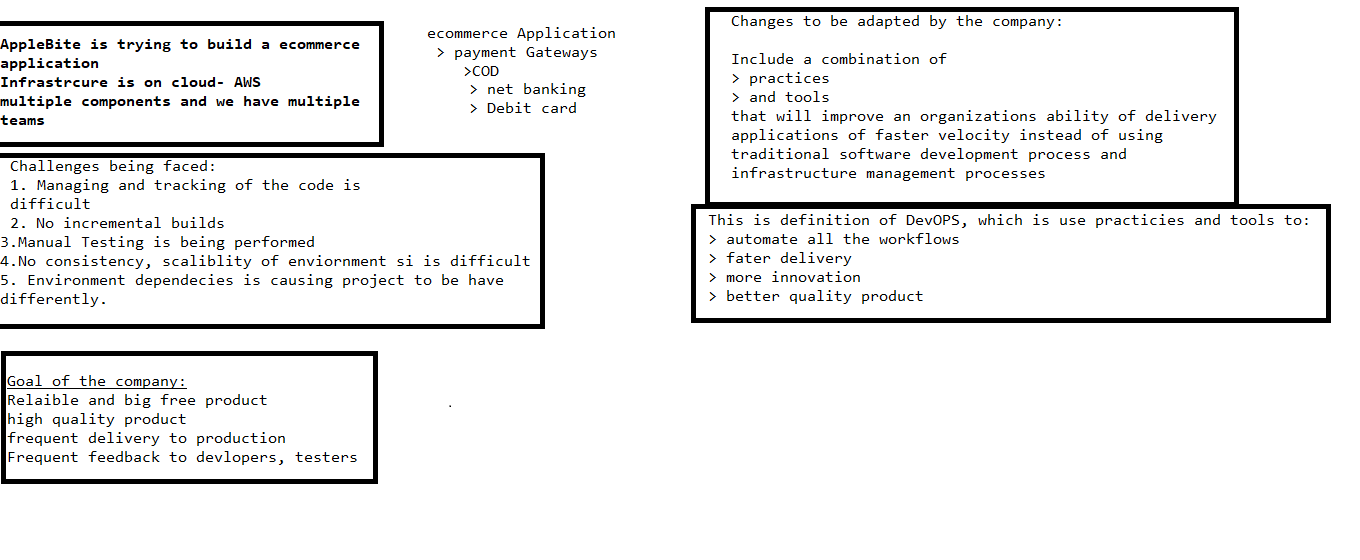 AppleBite is trying to build a ecommerce
application
Infrastrcure is on cloud- AWS
multiple components and we have multiple
teams
ecommerce Application
> payment Gateways
>COD
> net banking
> Debit card
Challenges being faced:
1. Managing and tracking of the code is
difficult
2. No incremental builds
3.Manual Testing is being performed
4.No consistency, scaliblity of enviornment si is difficult
5. Environment dependecies is causing project to be have
differently.
Goal of the company:
Relaible and big free product
high quality product
frequent delivery to production
Frequent feedback to devlopers, testers
Changes to be adapted by the company:
Include a combination of
> practices
> and tools
that will improve an organizations ability of delivery
applications of faster velocity instead of using
traditional software development process and
infrastructure management processes
This is definition of DevOPS, which is use practicies and tools to:
> automate all the workflows
> fater delivery
> more innovation
> better quality product